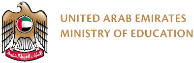 UNITED ARAB EMIRATES
MINISTRY OF EDUCATION